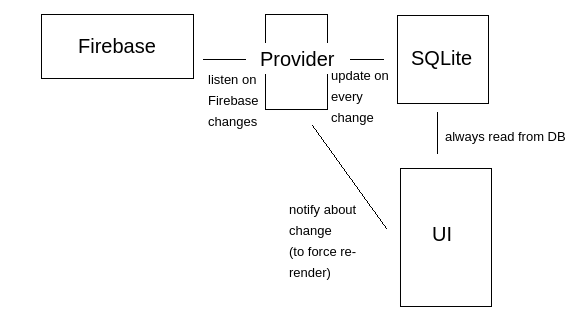 Firebase
Provider
SQLite
listen on
Firebase
changes
update on
every
change
always read from DB
notify about
change
(to force re-
render)
UI